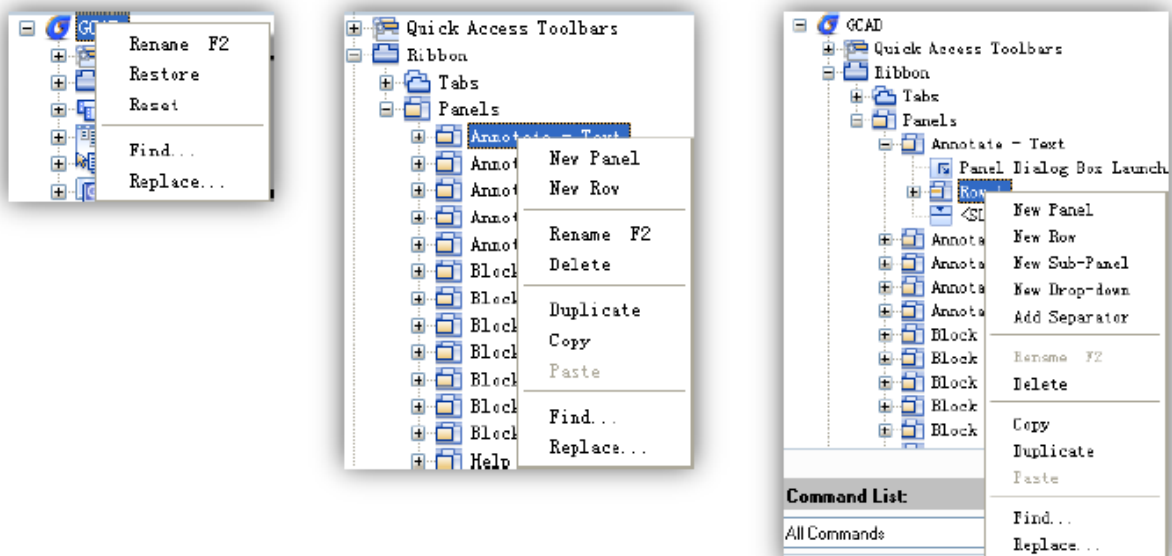 Rename F2
Restore
Reset
Find...
Replace...
Quick Access Toolbars
Ribbon
Tabs
Panels
Annotate - Text
Annot
Annot
Annot
Annot
Block
Block
Block
Block
Block
Block
Block
Help
New Panel
New Row
Rename F2
Delete
Duplicate
Copy
Paste
Find...
Replace...
GCAD
Quick Access Toolbars
Ribbon
Tabs
Panels
Annotate - Text
Panel Dialog Box Launch
Row
<SL
Annota
Annota
Annota
Annota
Block
Block
Block
Block
Block
New Panel
New Row
New Sub-Panel
New Drop-down
Add Separator
Rename F2
Delete
Copy
Duplicate
Paste
Find...
Replace...
Command List:
All Commands